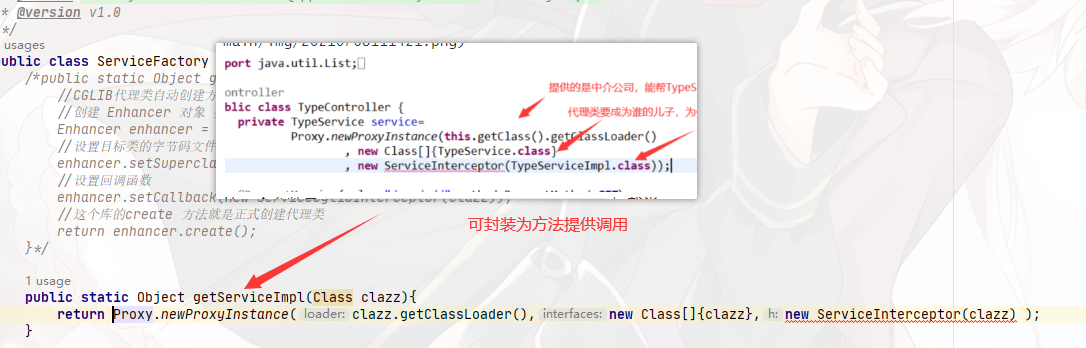 * @version v1.0
*/
usages
public class ServiceFactory
/*public static Object g
//CGLIB代理类自动创建方
//创建 Enhancer 对象
Enhancer enhancer =
//设置目标类的字节码文件
enhancer.setSupercla
//设置回调函数
enhancer.setCallback(new ServiceCglibInterceptor(clazz));
//这个库的create 方法就是正式创建代理类
return enhancer.create();
}*/
port java.util.List;
ontroller
blic class TypeController {
private TypeService service=
Proxy.newProxyInstance(this.getClass().getClassLoader()
, new Class[]{TypeService.class}
, new ServiceInterceptor(TypeServiceImpl.class));
提供的是中介公司，能帮TypeS
代理类要成为谁的儿子，为
可封装为方法提供调用
1 usage
public static Object getServiceImpl(Class clazz){
return Proxy.newProxyInstance( loader: clazz.getClassLoader(), interfaces: new Class[]{clazz}, h: new ServiceInterceptor(clazz) );
}